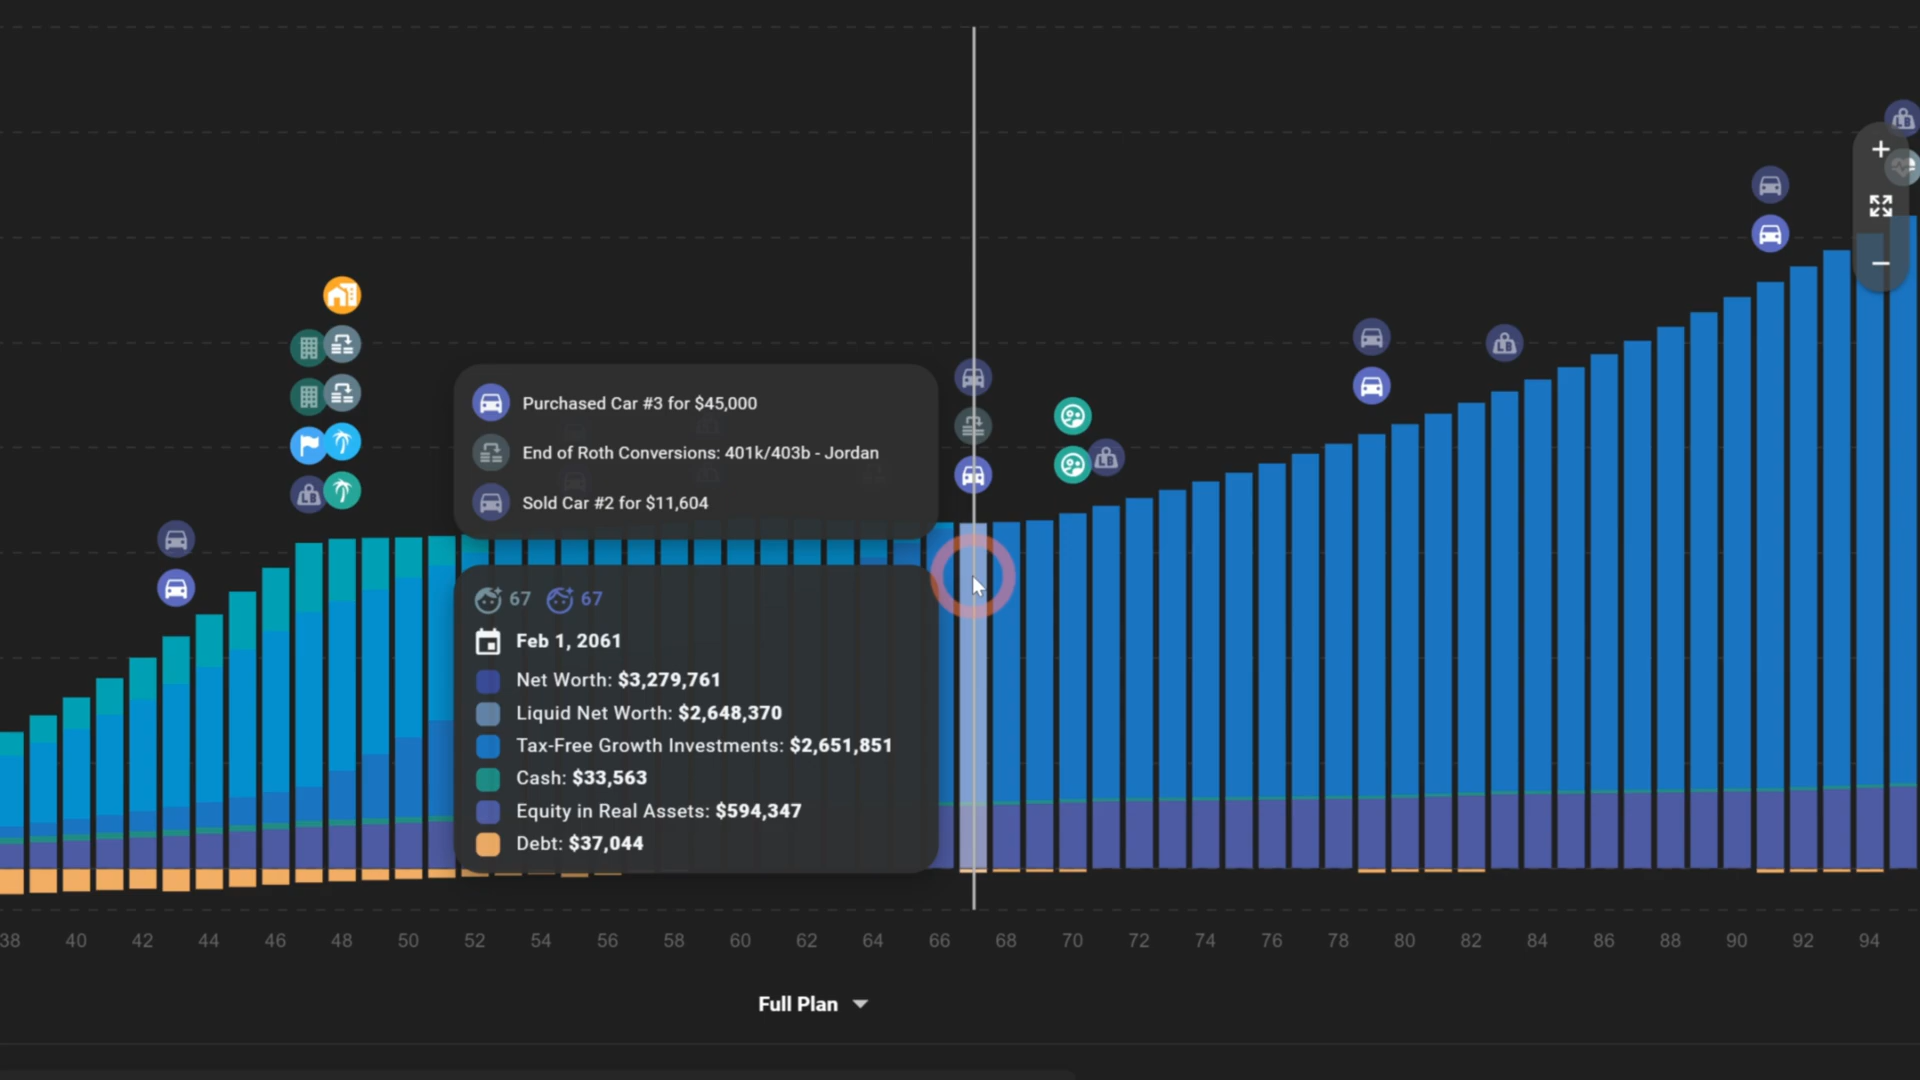 Purchased Car #3 for $45,000
End of Roth Conversions: 401k/403b - Jordan
Sold Car #2 for $11,604
67 67
Feb 1, 2061
Net Worth: $3,279,761
Liquid Net Worth: $2,648,370
Tax-Free Growth Investments: $2,651,851
Cash: $33,563
Equity in Real Assets: $594,347
Debt: $37,044
38 40 42 44 46 48 50 52 54 56 58 60 62 64 66 68 70 72 74 76 78 80 82 84 86 88 90 92 94
Full Plan